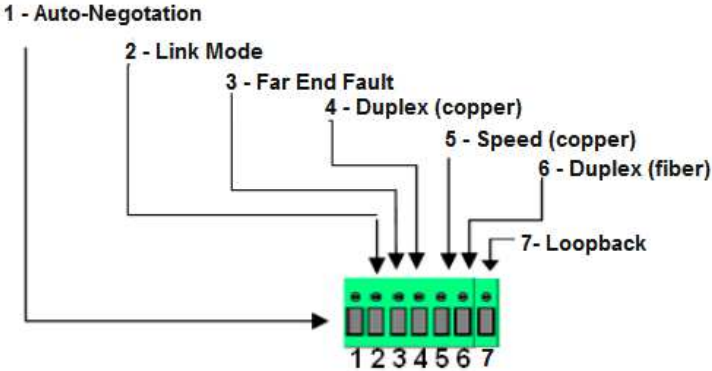 1 - Auto-Negotation
2 - Link Mode
3 - Far End Fault
4 - Duplex (copper)
5 - Speed (copper)
6 - Duplex (fiber)
7- Loopback
1 2 3 4 5 6 7